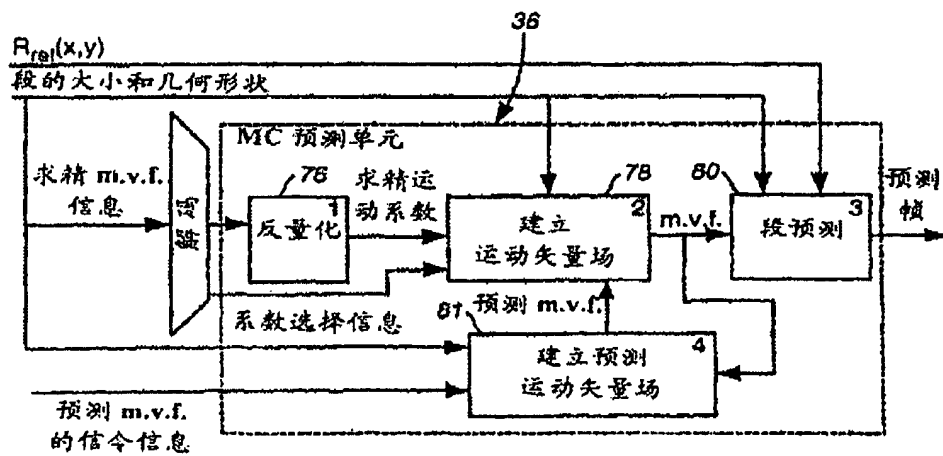 36
R_ref(x,y)
段的大小和几何形状
MC 预测单元
求精 m.v.f.
信息
解调
76
1
反量化
求精运
动系数
78
2
建立
运动矢量场
m.v.f.
80
3
段预测
预测
帧
系数选择信息
预测 m.v.f.
81
4
建立预测
运动矢量场
预测 m.v.f.
的信令信息